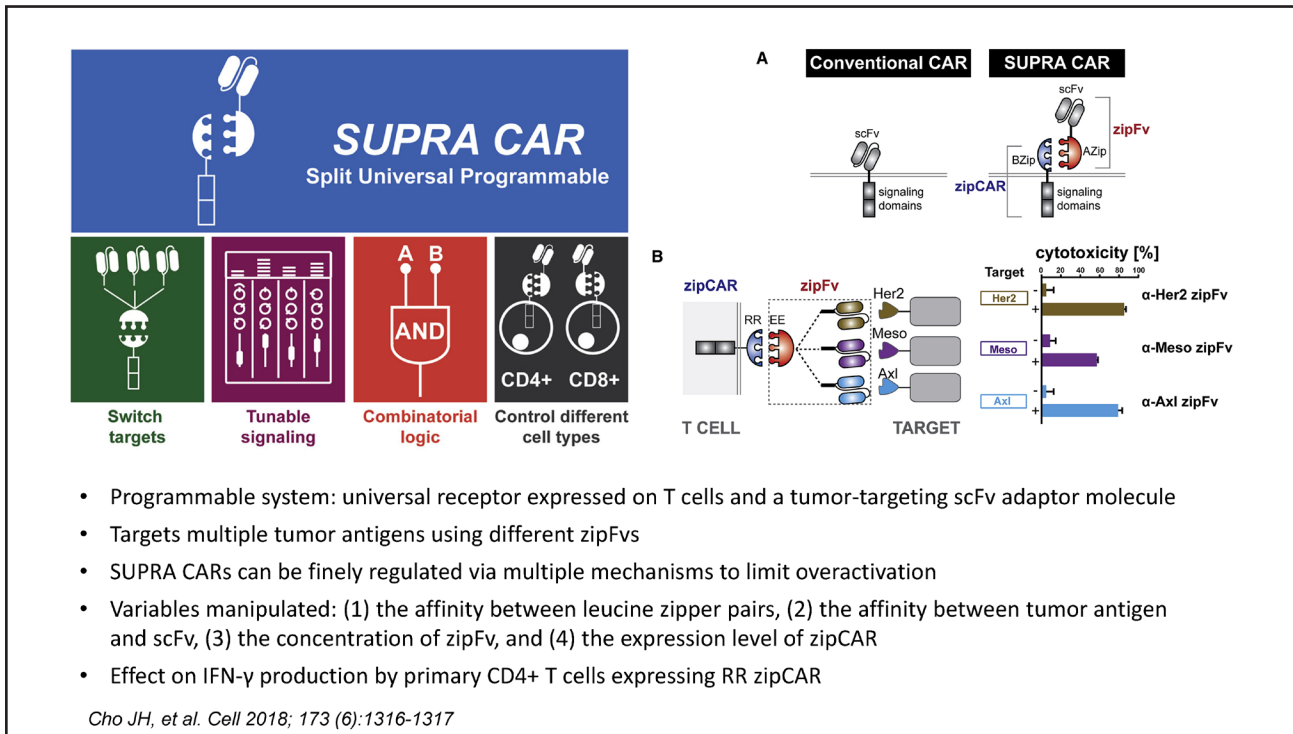 SUPRA CAR
Split Universal Programmable
A B
AND
CD4+ CD8+
Switch
targets
Tunable
signaling
Combinatorial
logic
Control different
cell types
A
Conventional CAR
SUPRA CAR
scFv
signaling
domains
scFv
zipFv
BZip
AZip
zipCAR
signaling
domains
B
zipCAR
zipFv
RR EE
Her2
Meso
Axl
T CELL
TARGET
cytotoxicity [%]
Target
0 20 40 60 80 100
Her2
-
+
α-Her2 zipFv
Meso
-
+
α-Meso zipFv
Axl
-
+
α-Axl zipFv
• Programmable system: universal receptor expressed on T cells and a tumor-targeting scFv adaptor molecule
• Targets multiple tumor antigens using different zipFvs
• SUPRA CARs can be finely regulated via multiple mechanisms to limit overactivation
• Variables manipulated: (1) the affinity between leucine zipper pairs, (2) the affinity between tumor antigen
and scFv, (3) the concentration of zipFv, and (4) the expression level of zipCAR
• Effect on IFN-γ production by primary CD4+ T cells expressing RR zipCAR
Cho JH, et al. Cell 2018; 173 (6):1316-1317